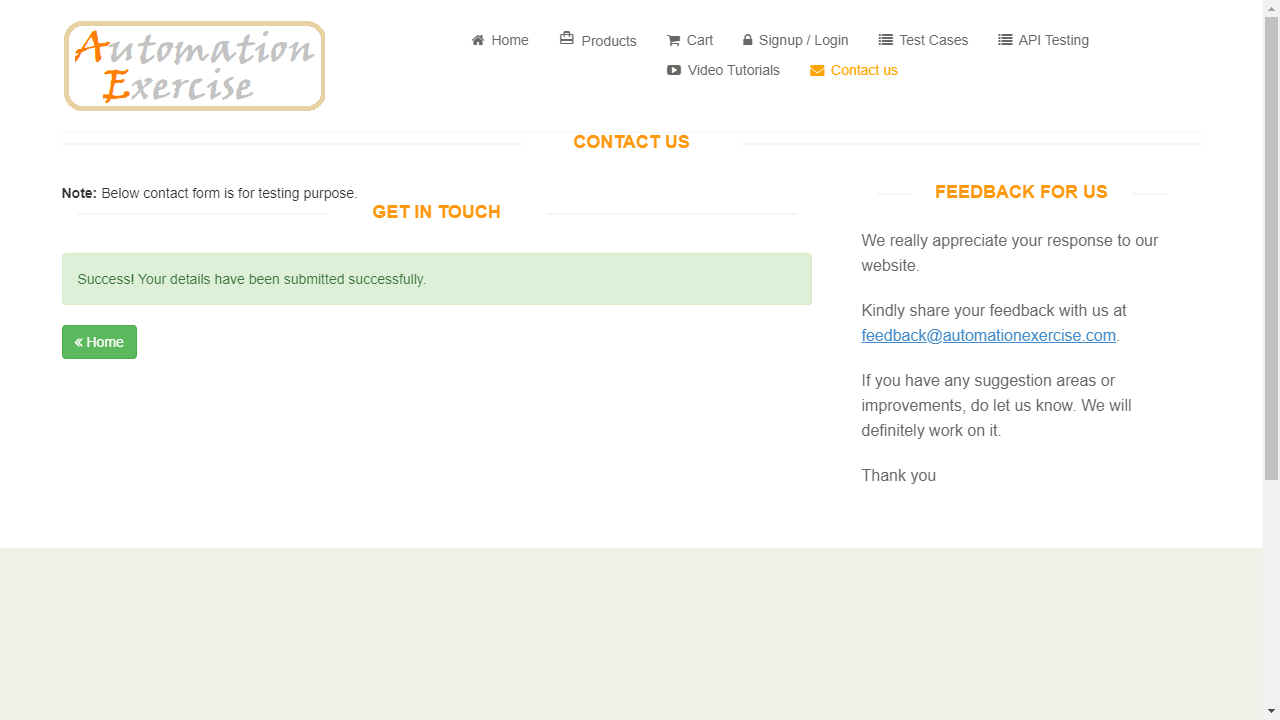 Automation
Exercise
Home
Products
Cart
Signup / Login
Test Cases
API Testing
Video Tutorials
Contact us
CONTACT US
Note: Below contact form is for testing purpose.
GET IN TOUCH
Success! Your details have been submitted successfully.
« Home
FEEDBACK FOR US
We really appreciate your response to our
website.
Kindly share your feedback with us at
feedback@automationexercise.com.
If you have any suggestion areas or
improvements, do let us know. We will
definitely work on it.
Thank you